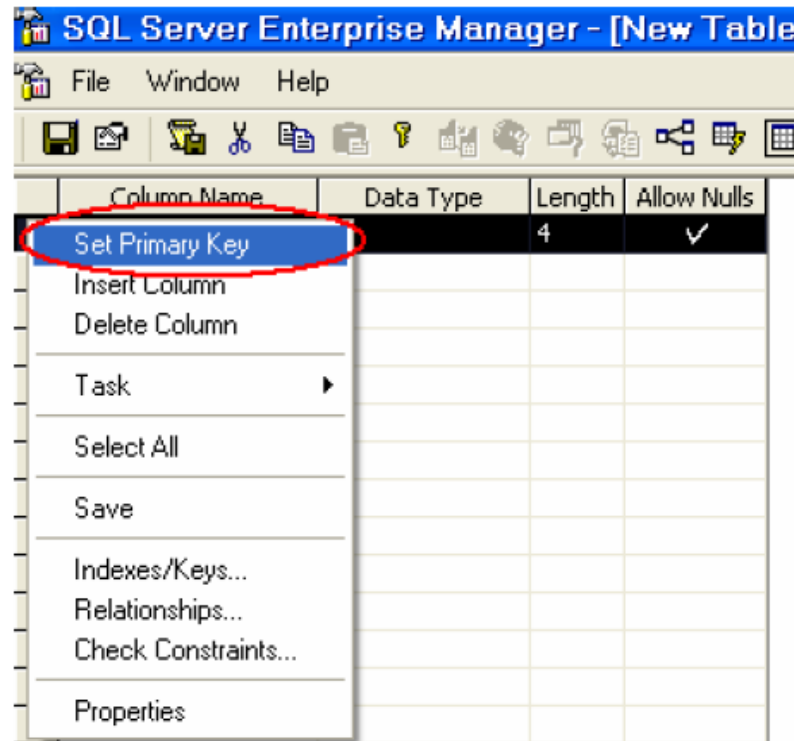 SQL Server Enterprise Manager - [New Table
File Window Help
Column Name Data Type Length Allow Nulls
4
Set Primary Key
Insert Column
Delete Column
Task
Select All
Save
Indexes/Keys...
Relationships...
Check Constraints...
Properties